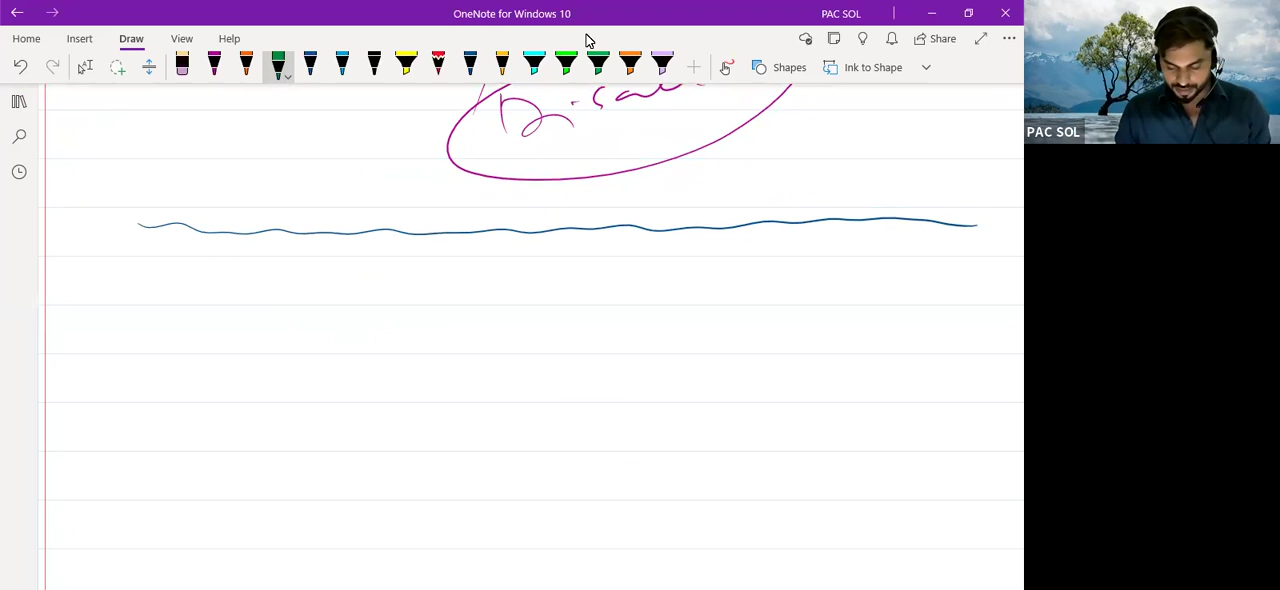 OneNote for Windows 10
PAC SOL
Home
Insert
Draw
View
Help
Share
Shapes
Ink to Shape
PAC SOL